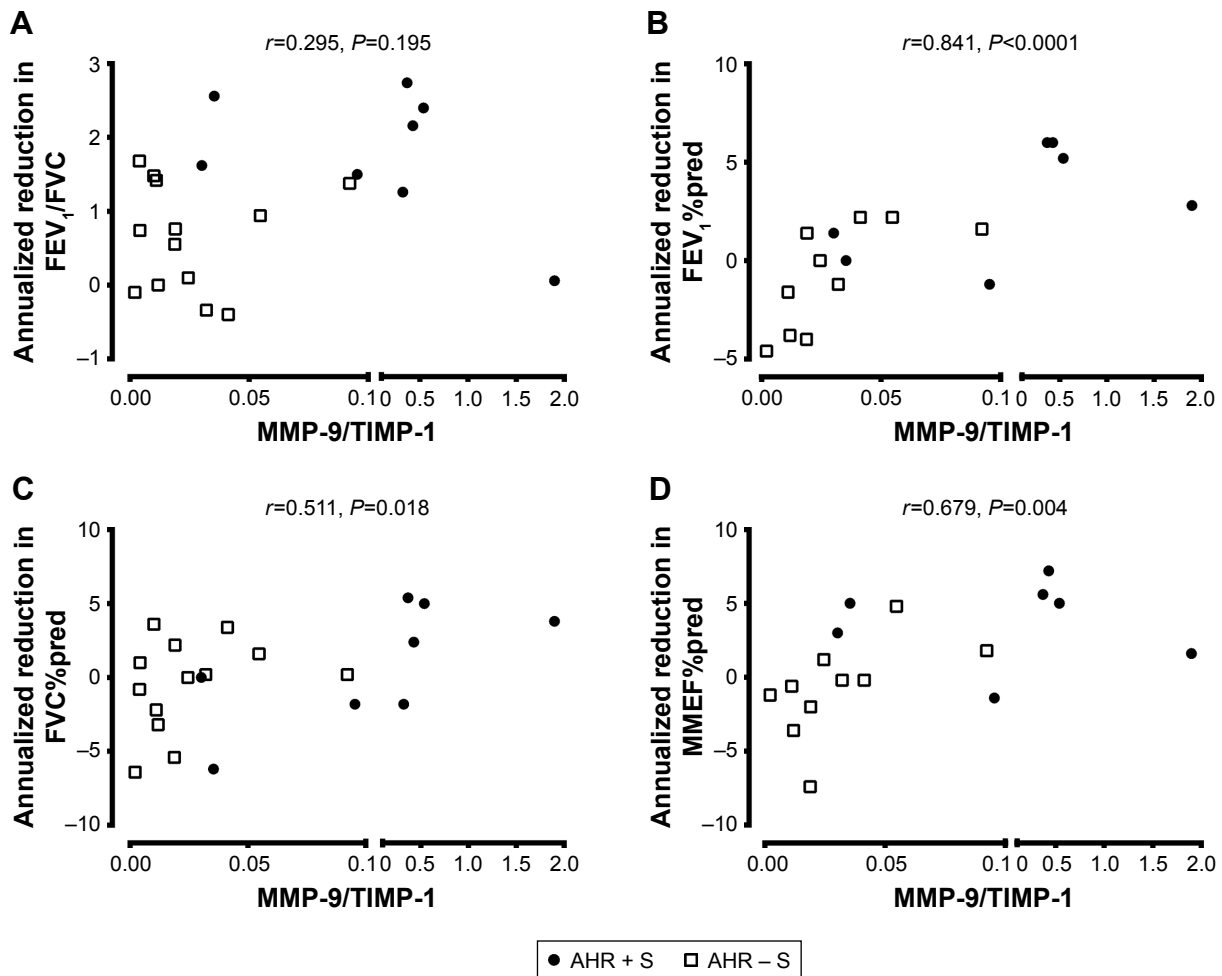 A
r=0.295, P=0.195
Annualized reduction in
FEV₁/FVC
3
2
1
0
–1
0.00 0.05 0.10 0.5 1.0 1.5 2.0
MMP-9/TIMP-1
B
r=0.841, P<0.0001
Annualized reduction in
FEV₁%pred
10
5
0
–5
0.00 0.05 0.10 0.5 1.0 1.5 2.0
MMP-9/TIMP-1
C
r=0.511, P=0.018
Annualized reduction in
FVC%pred
10
5
0
–5
–10
0.00 0.05 0.10 0.5 1.0 1.5 2.0
MMP-9/TIMP-1
D
r=0.679, P=0.004
Annualized reduction in
MMEF%pred
10
5
0
–5
–10
0.00 0.05 0.10 0.5 1.0 1.5 2.0
MMP-9/TIMP-1
AHR + S AHR – S